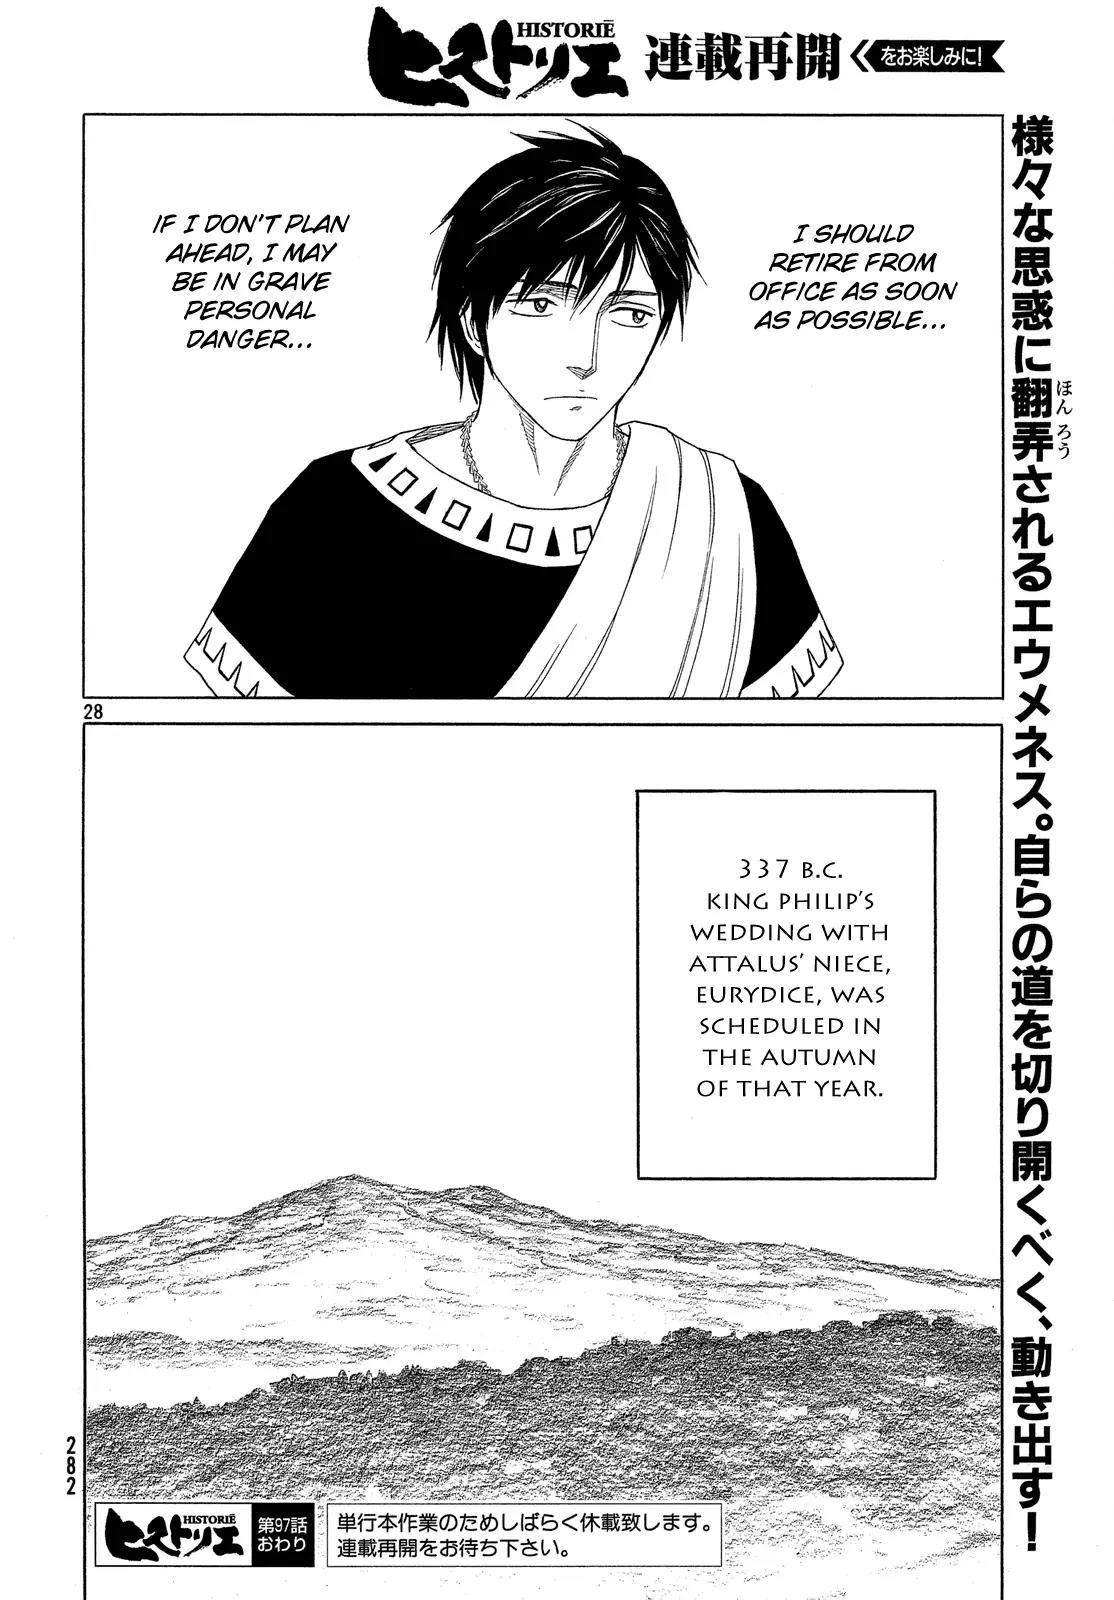 HISTORIĒ
ヒストリエ
連載再開
をお楽しみに!
I SHOULD
RETIRE FROM
OFFICE AS SOON
AS POSSIBLE...
IF I DON'T PLAN
AHEAD, I MAY
BE IN GRAVE
PERSONAL
DANGER...
様々な思惑に翻弄されるエウメネス。自らの道を切り開くべく、動き出す!
ほんろう
28
337 B.C.
KING PHILIP'S
WEDDING WITH
ATTALUS' NIECE,
EURYDICE, WAS
SCHEDULED IN
THE AUTUMN
OF THAT YEAR.
282
HISTORIĒ
ヒストリエ
第97話
おわり
単行本作業のためしばらく休載致します。
連載再開をお待ち下さい。